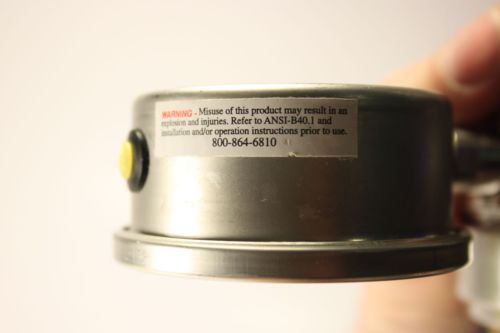 WARNING - Misuse of this product may result in an
explosion and injuries. Refer to ANSI-B40.1 and
installation and/or operation instructions prior to use.
800-864-6810